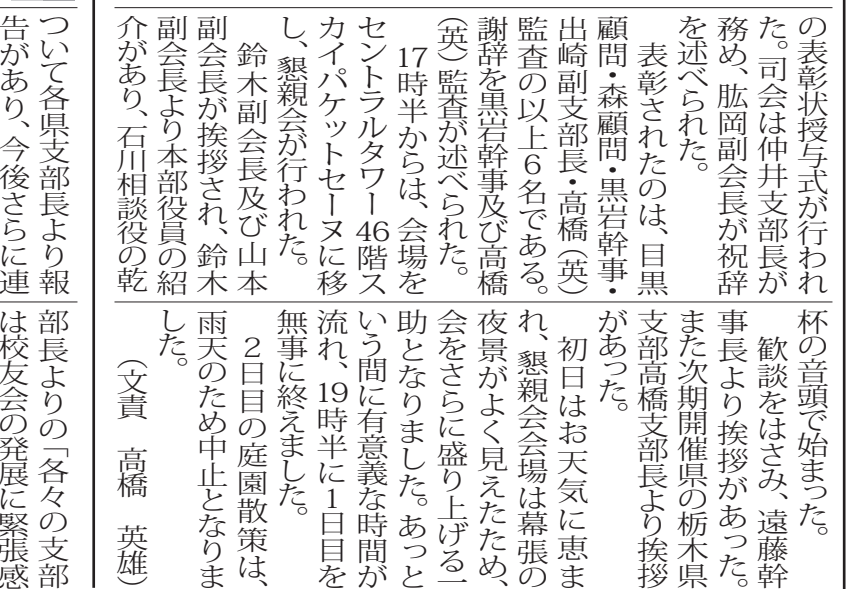 の表彰状授与式が行われ
た。司会は仲井支部長が
務め、肱岡副会長が祝辞
を述べられた。
表彰されたのは、目黒
顧問・森顧問・黒岩幹事・
出崎副支部長・高橋（英）
監査の以上6名である。
謝辞を黒岩幹事及び高橋
（英）監査が述べられた。
17時半からは、会場を
セントラルタワー46階ス
カイパケットセーヌに移
し、懇親会が行われた。
鈴木副会長及び山本
副会長が挨拶され、鈴木
副会長より本部役員の紹
介があり、石川相談役の乾
杯の音頭で始まった。
歓談をはさみ、遠藤幹
事長より挨拶があった。
また次期開催県の栃木県
支部高橋支部長より挨拶
があった。
初日はお天気に恵ま
れ、懇親会会場は幕張の
夜景がよく見えたため、
会をさらに盛り上げる一
助となりました。あっと
いう間に有意義な時間が
流れ、19時半に1日目を
無事に終えました。
2日目の庭園散策は、
雨天のため中止となりま
した。
（文責　高橋　英雄）
ついて各県支部長より報
告があり、今後さらに連
部長よりの「各々の支部
は校友会の発展に緊張感